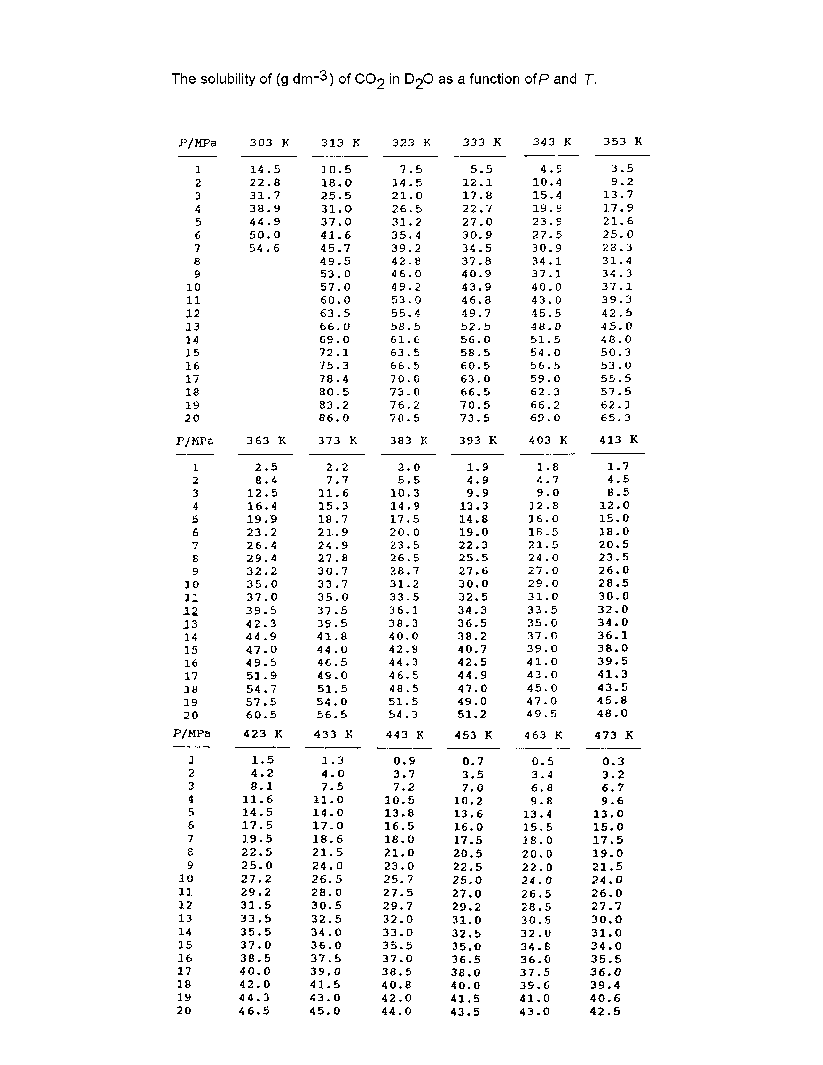 The solubility of (g dm-3) of CO2 in D2O as a function of P and T.
P/MPa 303 K 313 K 323 K 333 K 343 K 353 K
1 14.5 10.5 7.5 5.5 4.5 3.5
2 22.8 18.0 14.5 12.1 10.4 9.2
3 31.7 25.5 21.0 17.8 15.4 13.7
4 38.9 31.0 26.5 22.7 19.9 17.9
5 44.9 37.0 31.2 27.0 23.9 21.6
6 50.0 41.6 35.4 30.9 27.5 25.0
7 54.6 45.7 39.2 34.5 30.9 28.3
8 49.5 42.8 37.8 34.1 31.4
9 53.0 46.0 40.9 37.1 34.3
10 57.0 49.2 43.9 40.0 37.1
11 60.0 53.0 46.8 43.0 39.3
12 63.5 55.4 49.7 45.5 42.5
13 66.0 58.5 52.5 48.0 45.0
14 69.0 61.6 56.0 51.5 48.0
15 72.1 63.5 58.5 54.0 50.3
16 75.3 66.5 60.5 56.5 53.0
17 78.4 70.0 63.0 59.0 55.5
18 80.5 73.0 66.5 62.3 57.5
19 83.2 76.2 70.5 66.2 62.1
20 86.0 78.5 73.5 69.0 65.3
P/MPa 363 K 373 K 383 K 393 K 403 K 413 K
1 2.5 2.2 2.0 1.9 1.8 1.7
2 8.4 7.7 5.5 4.9 4.7 4.5
3 12.5 11.6 10.3 9.9 9.0 8.5
4 16.4 15.3 14.9 13.3 12.8 12.0
5 19.9 18.7 17.5 14.8 16.0 15.0
6 23.2 21.9 20.0 19.0 18.5 18.0
7 26.4 24.9 23.5 22.3 21.5 20.5
8 29.4 27.8 26.5 25.5 24.0 23.5
9 32.2 30.7 28.7 27.6 27.0 26.0
10 35.0 33.7 31.2 30.0 29.0 28.5
11 37.0 35.0 33.5 32.5 31.0 30.0
12 39.5 37.5 36.1 34.3 33.5 32.0
13 42.3 39.5 38.3 36.5 35.0 34.0
14 44.9 41.8 40.0 38.2 37.0 36.1
15 47.0 44.0 42.9 40.7 39.0 38.0
16 49.5 46.5 44.3 42.5 41.0 39.5
17 51.9 49.0 46.5 44.9 43.0 41.3
18 54.7 51.5 48.5 47.0 45.0 43.5
19 57.5 54.0 51.5 49.0 47.0 45.8
20 60.5 56.5 54.3 51.2 49.5 48.0
P/MPa 423 K 433 K 443 K 453 K 463 K 473 K
1 1.5 1.3 0.9 0.7 0.5 0.3
2 4.2 4.0 3.7 3.5 3.4 3.2
3 8.1 7.5 7.2 7.0 6.8 6.7
4 11.6 11.0 10.5 10.2 9.8 9.6
5 14.5 14.0 13.8 13.6 13.4 13.0
6 17.5 17.0 16.5 16.0 15.5 15.0
7 19.5 18.6 18.0 17.5 18.0 17.5
8 22.5 21.5 21.0 20.5 20.0 19.0
9 25.0 24.0 23.0 22.5 22.0 21.5
10 27.2 26.5 25.7 25.0 24.0 24.0
11 29.2 28.0 27.5 27.0 26.5 26.0
12 31.5 30.5 29.7 29.2 28.5 27.7
13 33.5 32.5 32.0 31.0 30.5 30.0
14 35.5 34.0 33.0 32.5 32.0 31.0
15 37.0 36.0 35.5 35.0 34.8 34.0
16 38.5 37.5 37.0 36.5 36.0 35.5
17 40.0 39.0 38.5 38.0 37.5 36.0
18 42.0 41.5 40.8 40.0 39.6 39.4
19 44.3 43.0 42.0 41.5 41.0 40.6
20 46.5 45.0 44.0 43.5 43.0 42.5